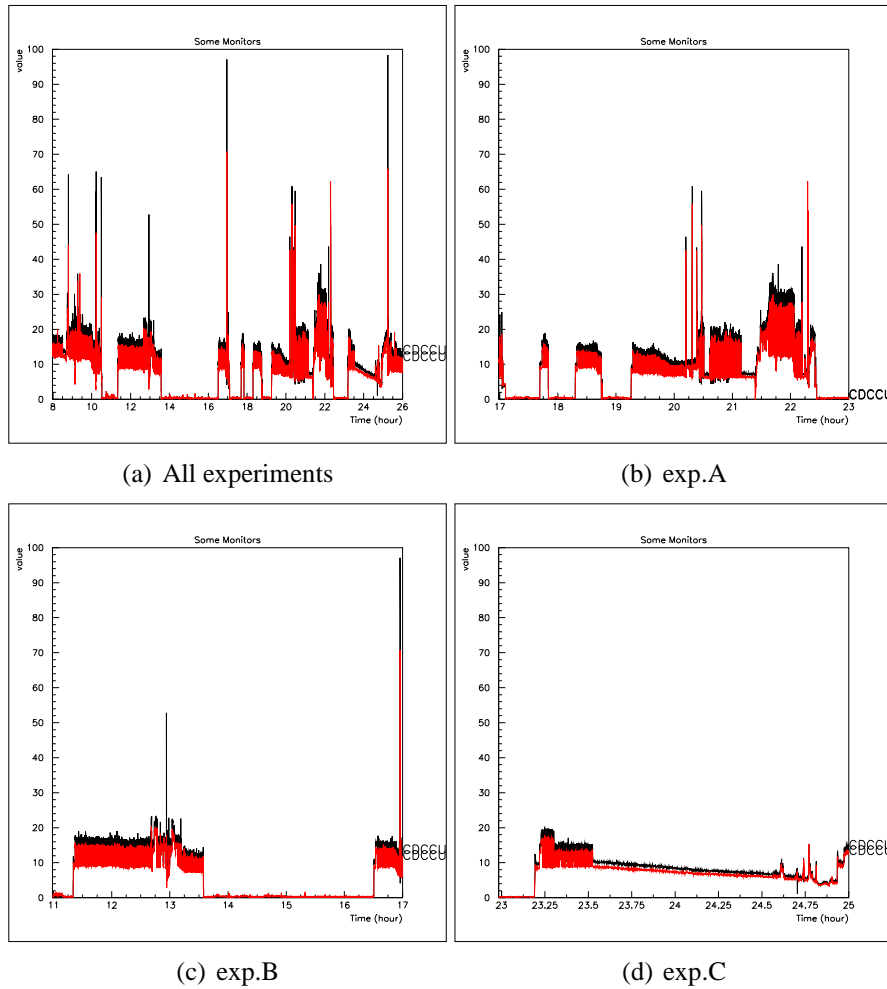 Some Monitors
value
100
90
80
70
60
50
40
30
20
10
0
8 10 12 14 16 18 20 22 24 26
Time (hour)
CDCCU
CDCCU
(a) All experiments
Some Monitors
value
100
90
80
70
60
50
40
30
20
10
0
17 18 19 20 21 22 23
Time (hour)
CDCCU
(b) exp.A
Some Monitors
value
100
90
80
70
60
50
40
30
20
10
0
11 12 13 14 15 16 17
Time (hour)
CDCCU
CDCCU
(c) exp.B
Some Monitors
value
100
90
80
70
60
50
40
30
20
10
0
23 23.25 23.5 23.75 24 24.25 24.5 24.75 25
Time (hour)
CDCCU
CDCCU
(d) exp.C